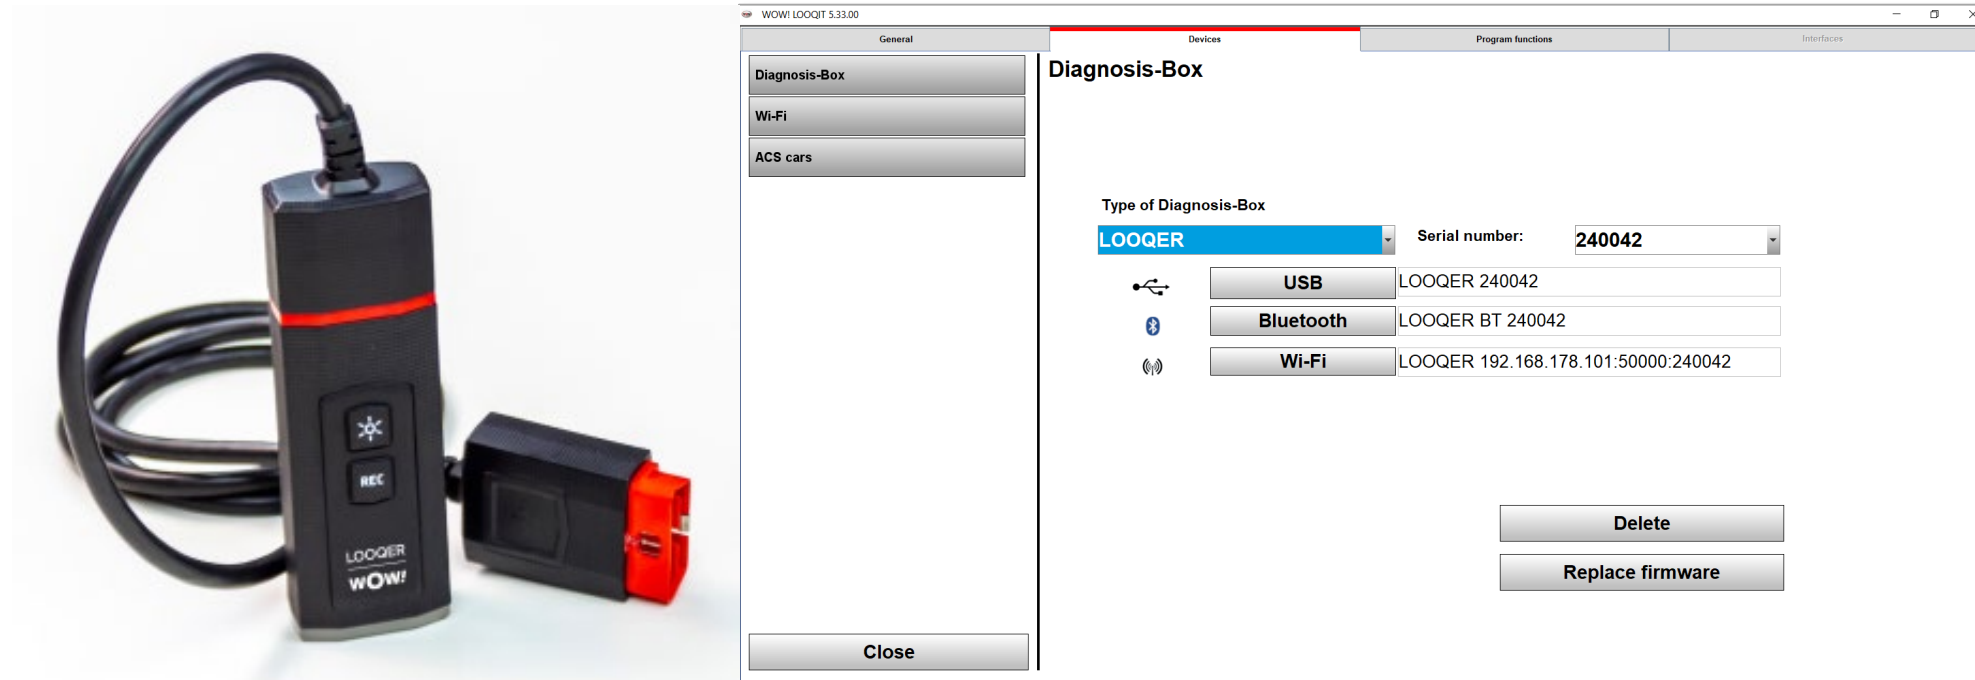 REC
LOOQER
WOW!
WOW! LOOQIT 5.33.00
General
Devices
Program functions
Interfaces
Diagnosis-Box
Wi-Fi
ACS cars
Close
Diagnosis-Box
Type of Diagnosis-Box
LOOQER
Serial number:
240042
USB
LOOQER 240042
Bluetooth
LOOQER BT 240042
Wi-Fi
LOOQER 192.168.178.101:50000:240042
Delete
Replace firmware